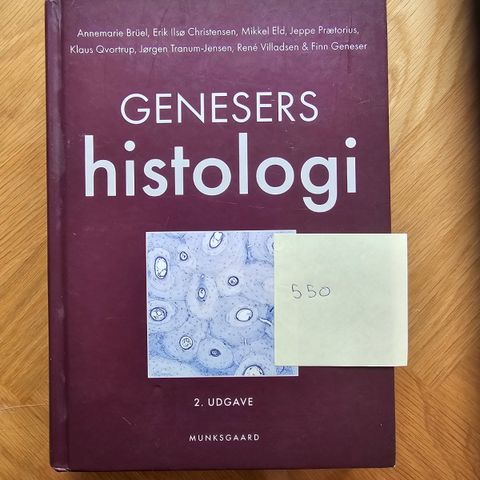 Annemarie Brüel, Erik Ilsø Christensen, Mikkel Eld, Jeppe Prætorius,
Klaus Qvortrup, Jørgen Tranum-Jensen, René Villadsen & Finn Geneser
GENESERS
histologi
550
2. UDGAVE
MUNKSGAARD